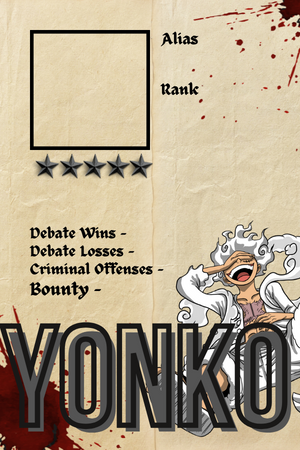 Alias
Rank
Debate Wins -
Debate Losses -
Criminal Offenses -
Bounty -
YONKO